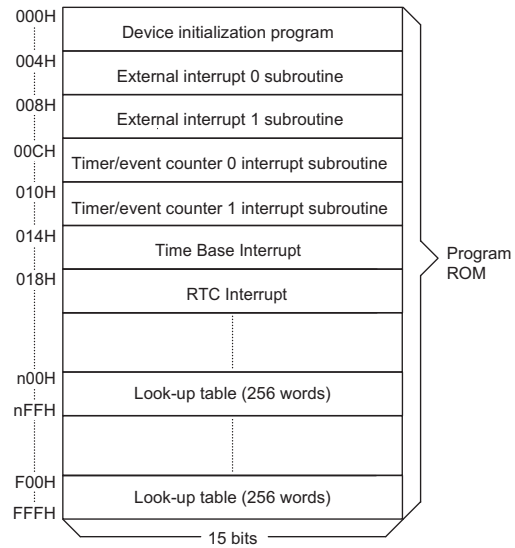 000H
Device initialization program
004H
External interrupt 0 subroutine
008H
External interrupt 1 subroutine
00CH
Timer/event counter 0 interrupt subroutine
010H
Timer/event counter 1 interrupt subroutine
014H
Time Base Interrupt
018H
RTC Interrupt
Program
ROM
n00H
Look-up table (256 words)
nFFH
F00H
Look-up table (256 words)
FFFH
15 bits